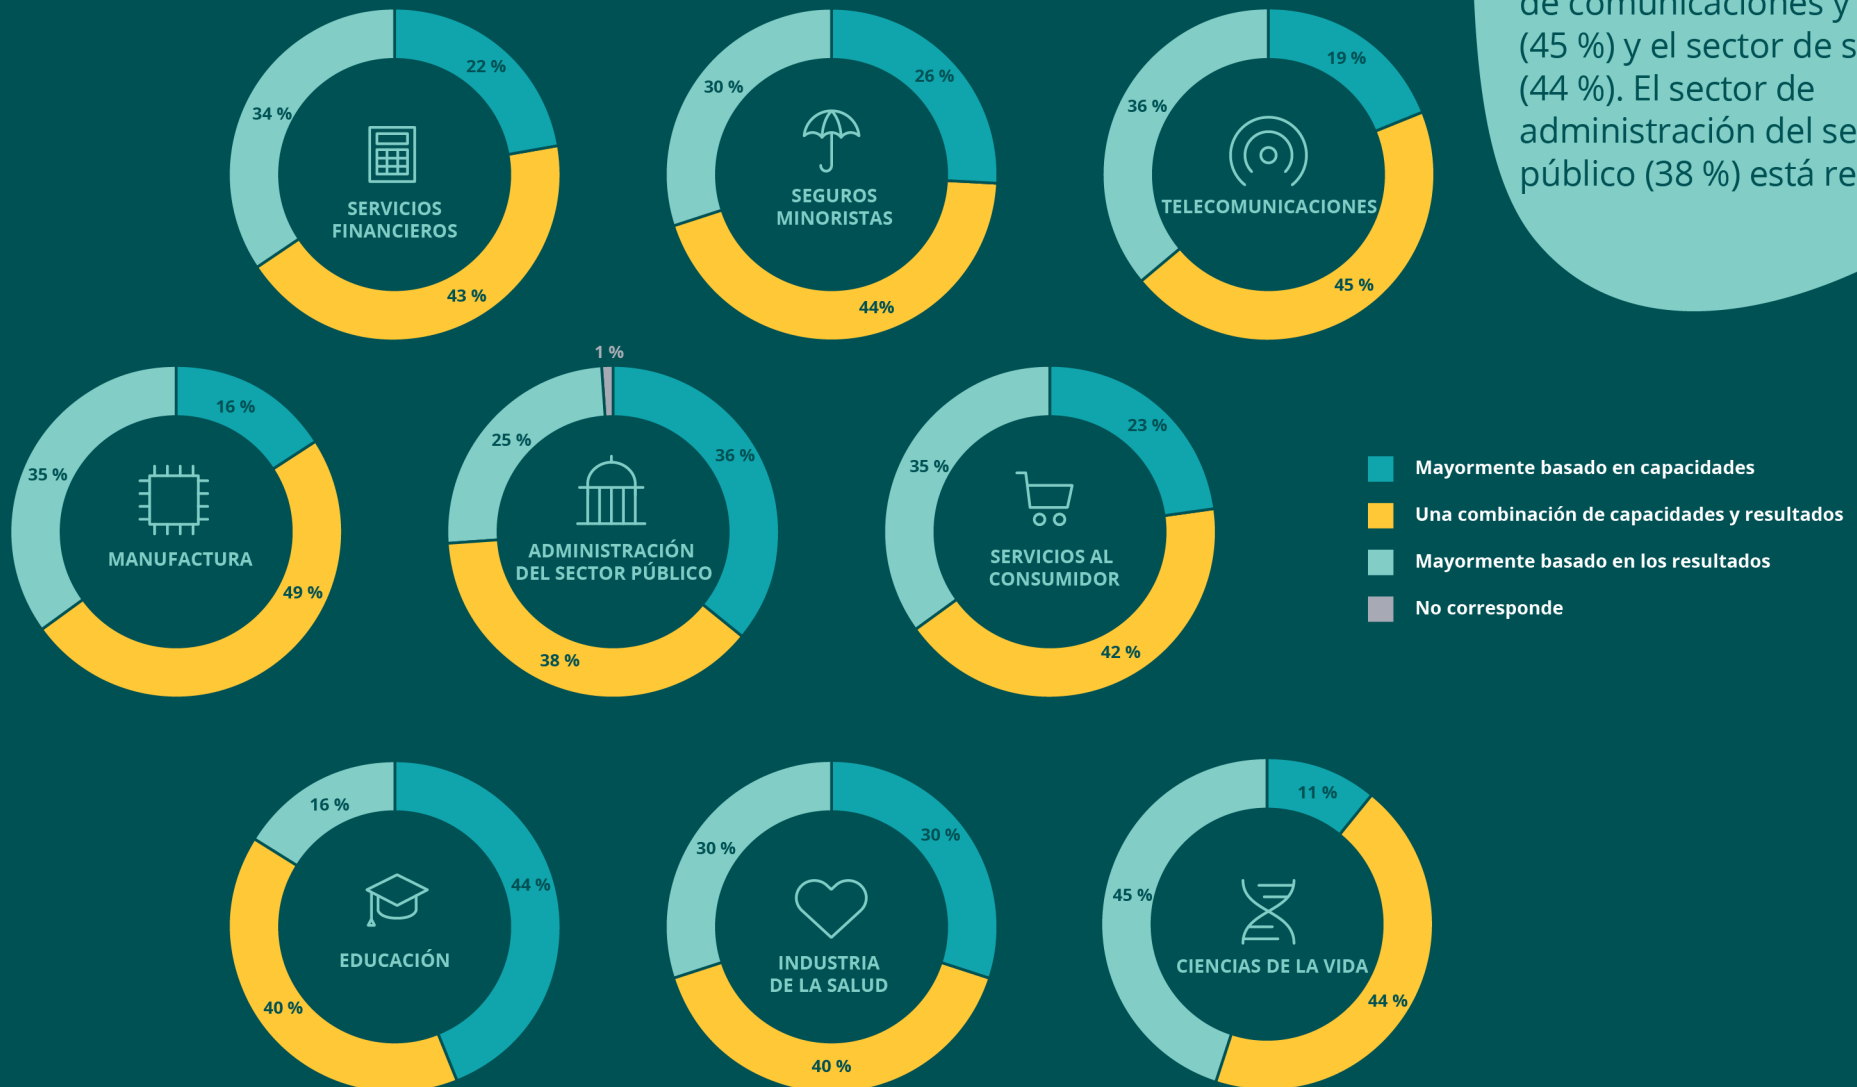 de comunicaciones y
(45 %) y el sector de s
(44 %). El sector de
administración del se
público (38 %) está re
22 %
34 %
SERVICIOS
FINANCIEROS
43 %
26 %
30 %
SEGUROS
MINORISTAS
44%
19 %
36 %
TELECOMUNICACIONES
45 %
16 %
35 %
MANUFACTURA
49 %
1 %
25 %
36 %
ADMINISTRACIÓN
DEL SECTOR PÚBLICO
38 %
23 %
35 %
SERVICIOS AL
CONSUMIDOR
42 %
Mayormente basado en capacidades
Una combinación de capacidades y resultados
Mayormente basado en los resultados
No corresponde
16 %
44 %
EDUCACIÓN
40 %
30 %
30 %
INDUSTRIA
DE LA SALUD
40 %
11 %
45 %
CIENCIAS DE LA VIDA
44 %